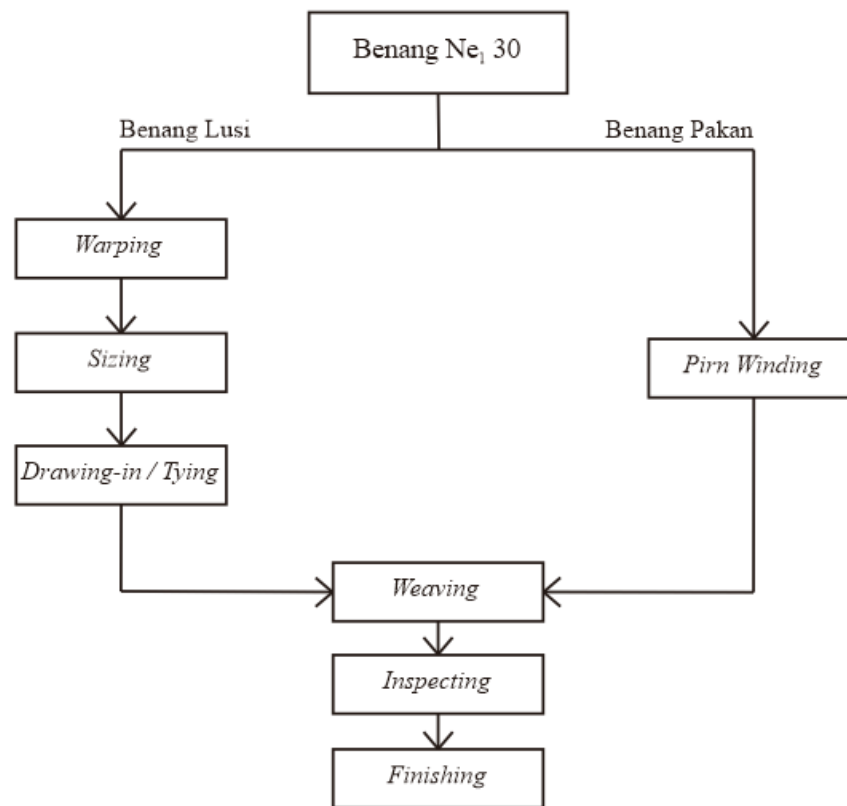 Benang Ne₁ 30
Benang Lusi
Benang Pakan
Warping
Sizing
Pirn Winding
Drawing-in / Tying
Weaving
Inspecting
Finishing